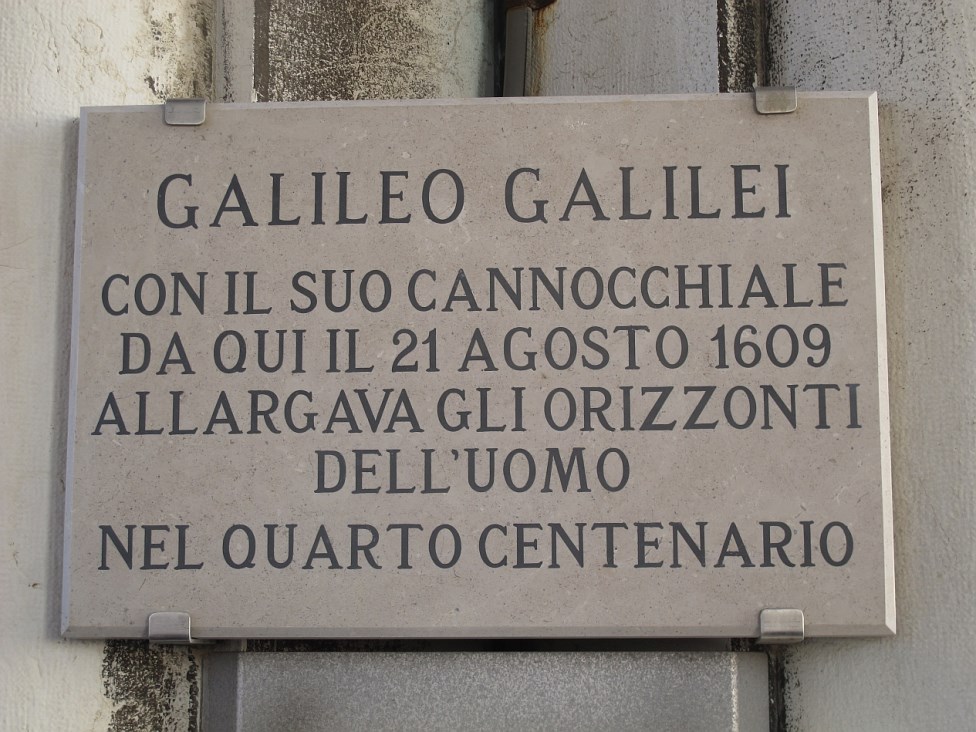 GALILEO GALILEI
CON IL SUO CANNOCCHIALE
DA QUI IL 21 AGOSTO 1609
ALLARGAVA GLI ORIZZONTI
DELL'UOMO
NEL QUARTO CENTENARIO